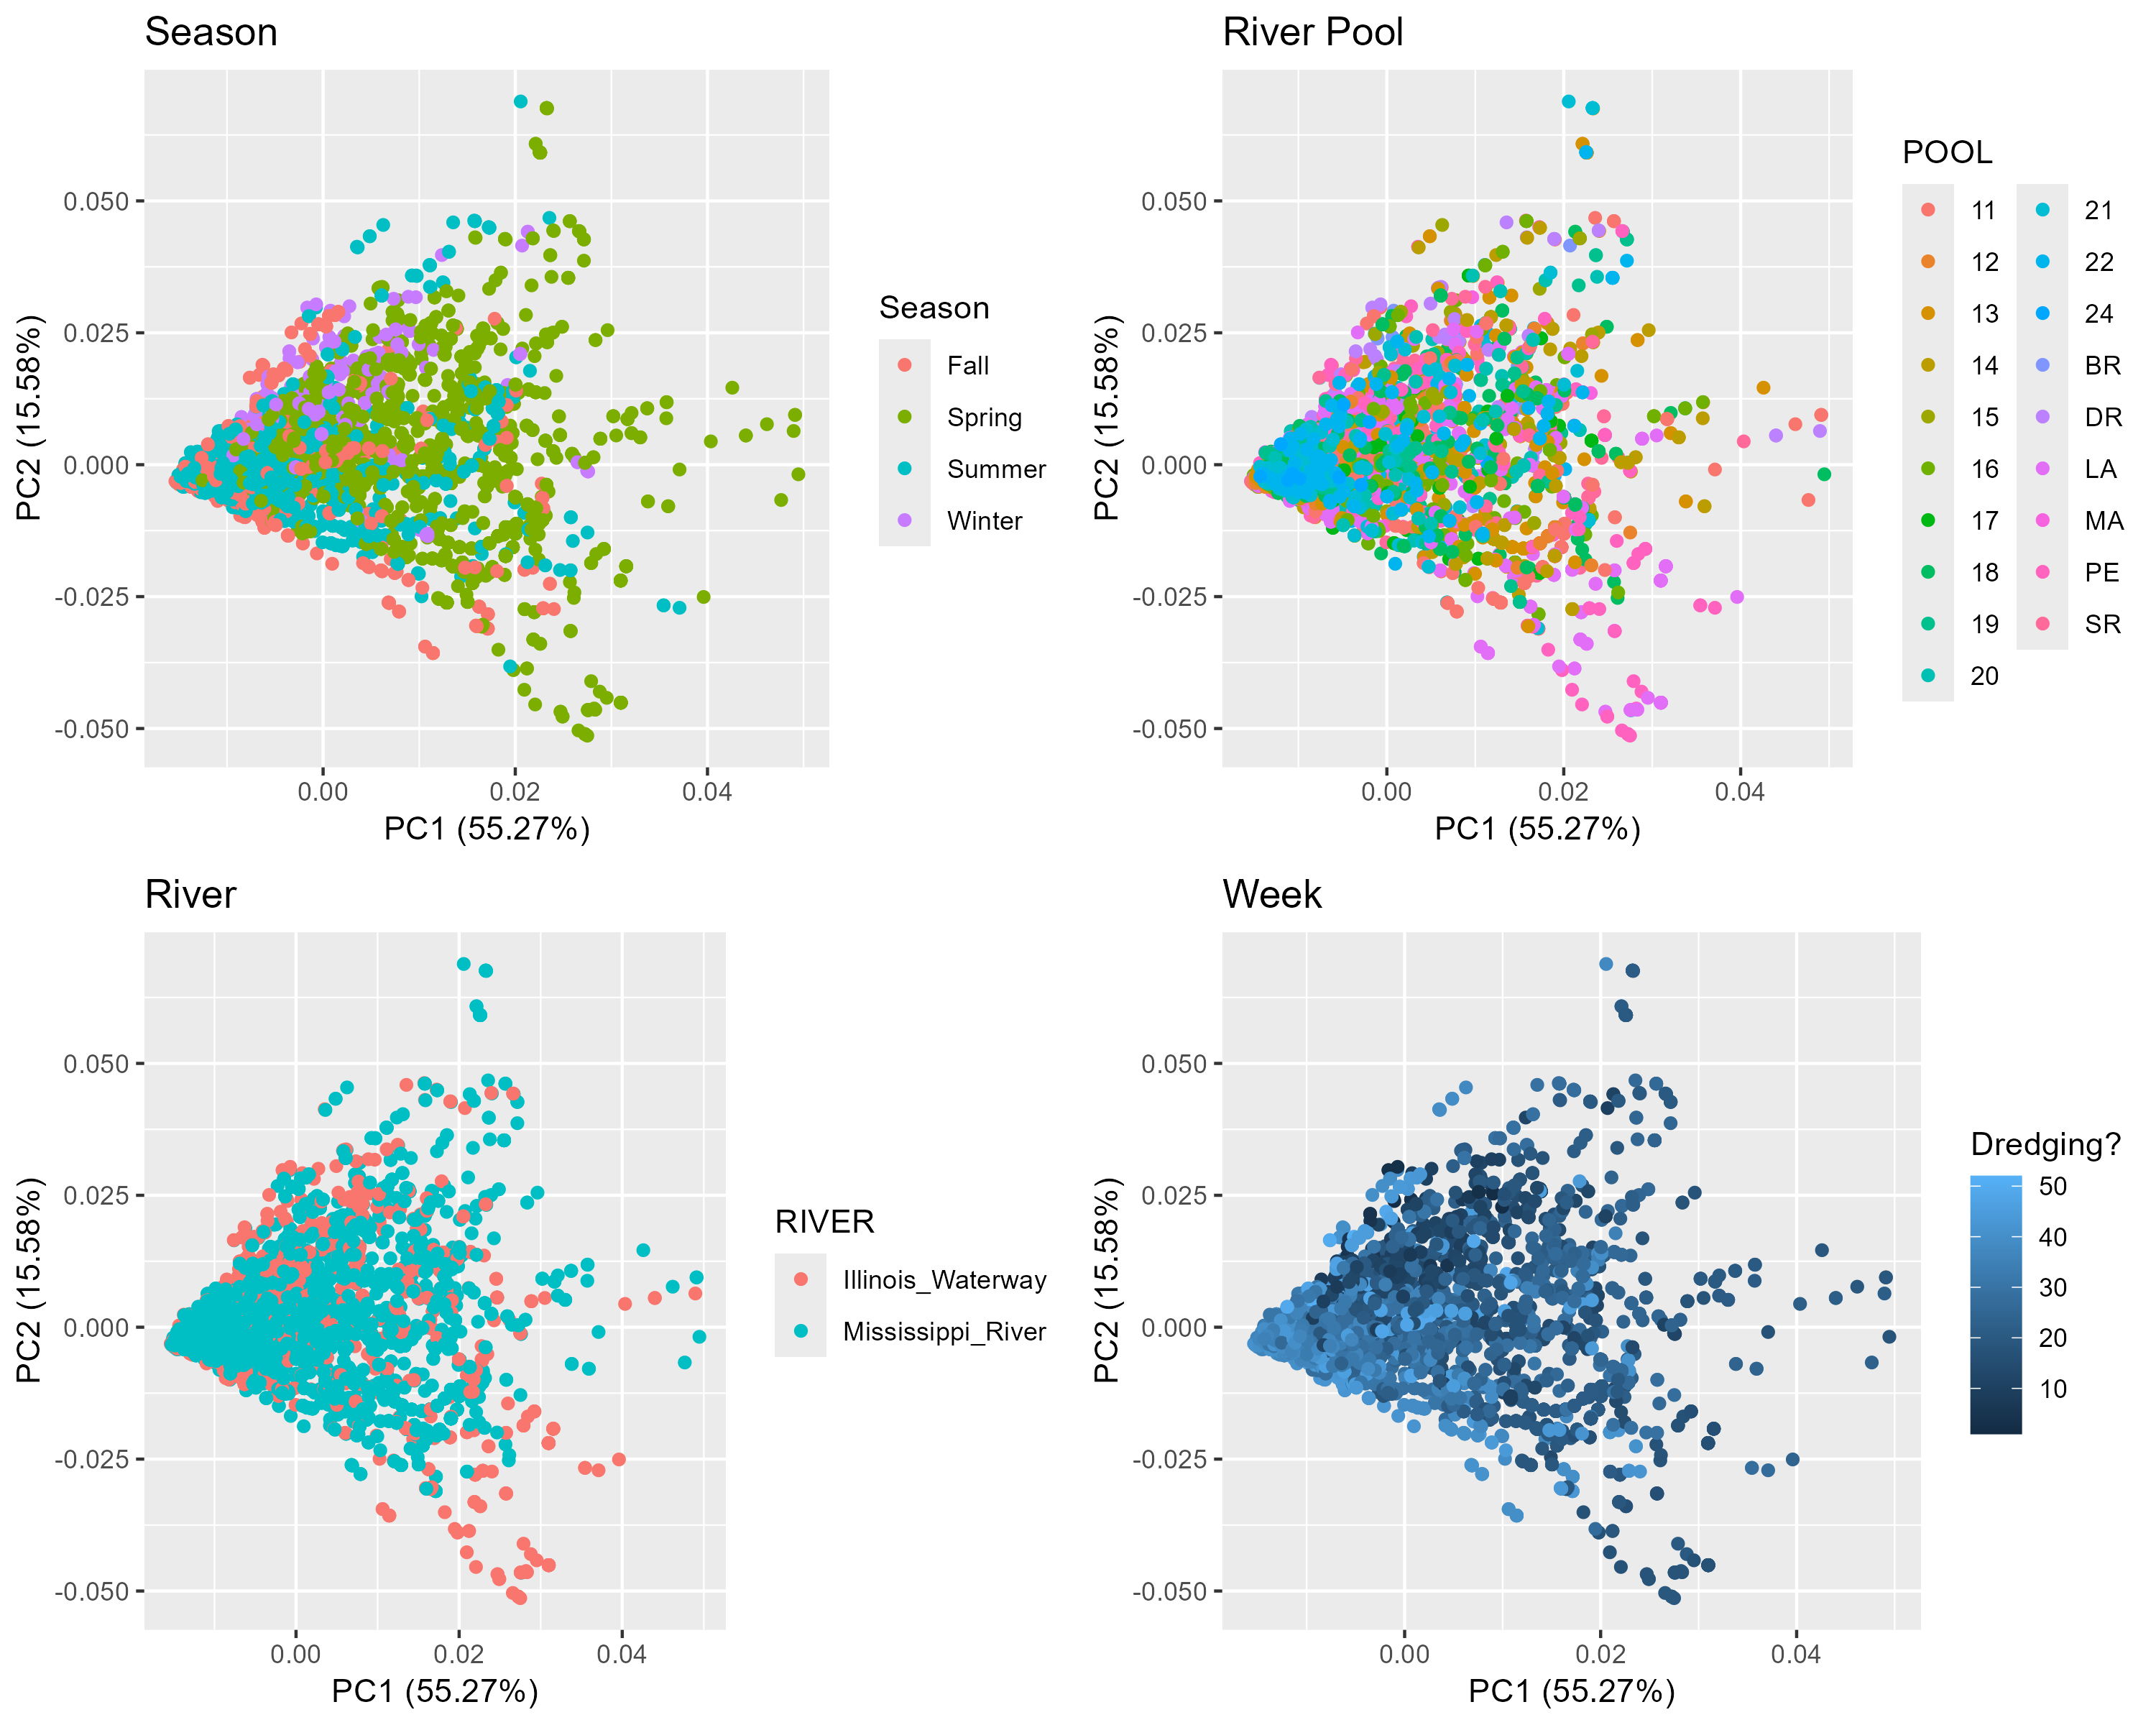 Season
PC2 (15.58%)
0.050
0.025
0.000
-0.025
-0.050
0.00
0.02
0.04
PC1 (55.27%)
Season
Fall
Spring
Summer
Winter
River Pool
PC2 (15.58%)
0.050
0.025
0.000
-0.025
-0.050
0.00
0.02
0.04
PC1 (55.27%)
POOL
11
12
13
14
15
16
17
18
19
20
21
22
24
BR
DR
LA
MA
PE
SR
River
PC2 (15.58%)
0.050
0.025
0.000
-0.025
-0.050
0.00
0.02
0.04
PC1 (55.27%)
RIVER
Illinois_Waterway
Mississippi_River
Week
PC2 (15.58%)
0.050
0.025
0.000
-0.025
-0.050
0.00
0.02
0.04
PC1 (55.27%)
Dredging?
50
40
30
20
10